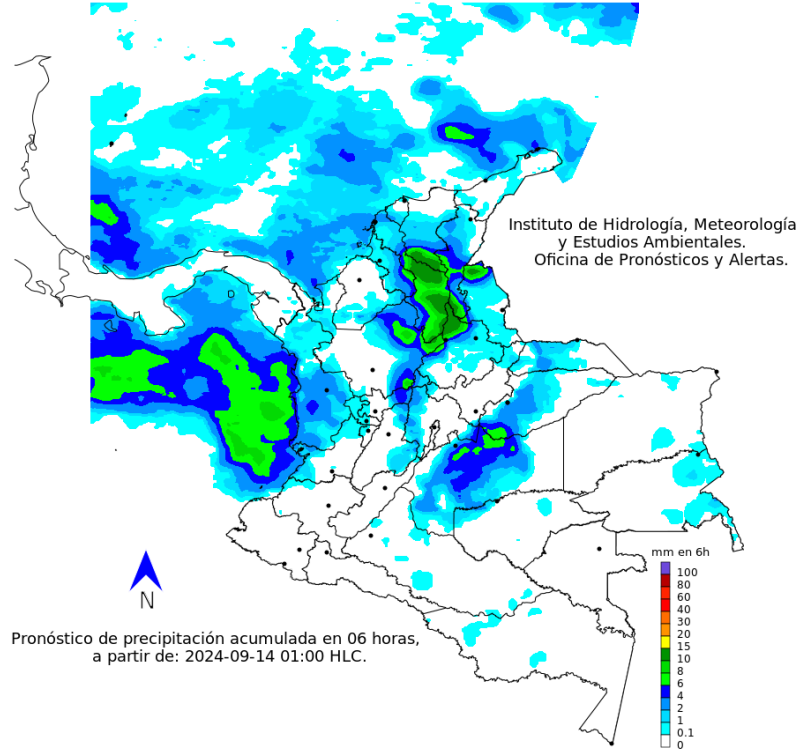 Instituto de Hidrología, Meteorología
y Estudios Ambientales.
Oficina de Pronósticos y Alertas.
mm en 6h
100
80
60
40
30
20
15
10
8
6
4
2
1
0.1
0
N
Pronóstico de precipitación acumulada en 06 horas,
a partir de: 2024-09-14 01:00 HLC.